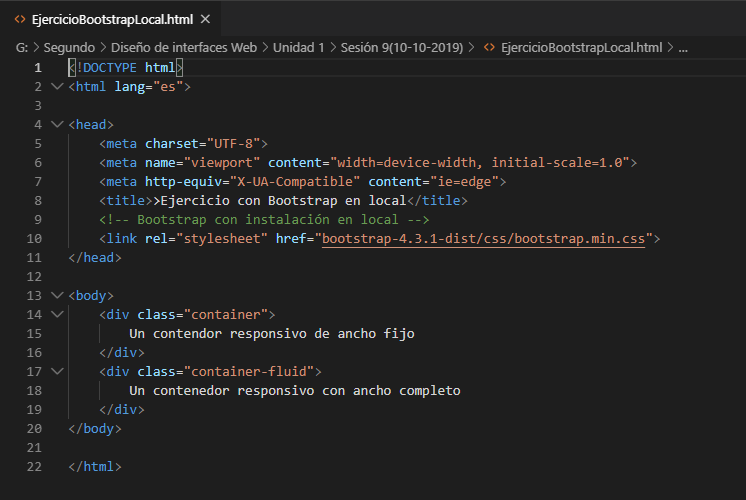 EjercicioBootstrapLocal.html ×
G: > Segundo > Diseño de interfaces Web > Unidad 1 > Sesión 9(10-10-2019) > <> EjercicioBootstrapLocal.html > ...
1 <!DOCTYPE html>
2 <html lang="es">
3
4 <head>
5 <meta charset="UTF-8">
6 <meta name="viewport" content="width=device-width, initial-scale=1.0">
7 <meta http-equiv="X-UA-Compatible" content="ie=edge">
8 <title>>Ejercicio con Bootstrap en local</title>
9 <!-- Bootstrap con instalación en local -->
10 <link rel="stylesheet" href="bootstrap-4.3.1-dist/css/bootstrap.min.css">
11 </head>
12
13 <body>
14 <div class="container">
15 Un contendor responsivo de ancho fijo
16 </div>
17 <div class="container-fluid">
18 Un contenedor responsivo con ancho completo
19 </div>
20 </body>
21
22 </html>